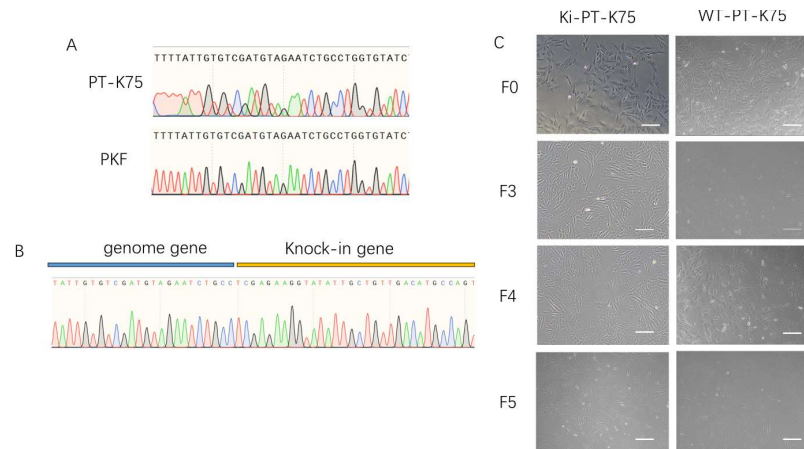 A
TTTTATTGTGTCGATGTAGAATCTGCCTGGTGTATC
PT-K75
TTTTATTGTGTCGATGTAGAATCTGCCTGGTGTATC
PKF
B
genome gene Knock-in gene
TATTGTGTCGATGTAGAATCTGCCTCGAGAAGGTATATTGCTGTTGACATGCCAGT
C
Ki-PT-K75 WT-PT-K75
F0
F3
F4
F5